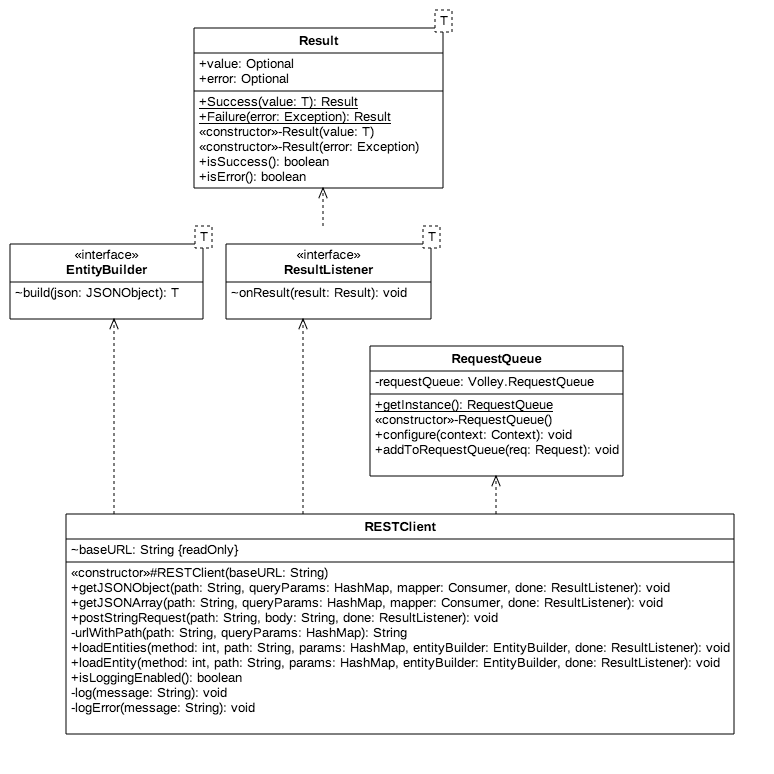 T
Result
+value: Optional
+error: Optional
+Success(value: T): Result
+Failure(error: Exception): Result
«constructor»-Result(value: T)
«constructor»-Result(error: Exception)
+isSuccess(): boolean
+isError(): boolean
T
«interface»
EntityBuilder
~build(json: JSONObject): T
T
«interface»
ResultListener
~onResult(result: Result): void
RequestQueue
-requestQueue: Volley.RequestQueue
+getInstance(): RequestQueue
«constructor»-RequestQueue()
+configure(context: Context): void
+addToRequestQueue(req: Request): void
RESTClient
~baseURL: String {readOnly}
«constructor»#RESTClient(baseURL: String)
+getJSONObject(path: String, queryParams: HashMap, mapper: Consumer, done: ResultListener): void
+getJSONArray(path: String, queryParams: HashMap, mapper: Consumer, done: ResultListener): void
+postStringRequest(path: String, body: String, done: ResultListener): void
-urlWithPath(path: String, queryParams: HashMap): String
+loadEntities(method: int, path: String, params: HashMap, entityBuilder: EntityBuilder, done: ResultListener): void
+loadEntity(method: int, path: String, params: HashMap, entityBuilder: EntityBuilder, done: ResultListener): void
+isLoggingEnabled(): boolean
-log(message: String): void
-logError(message: String): void